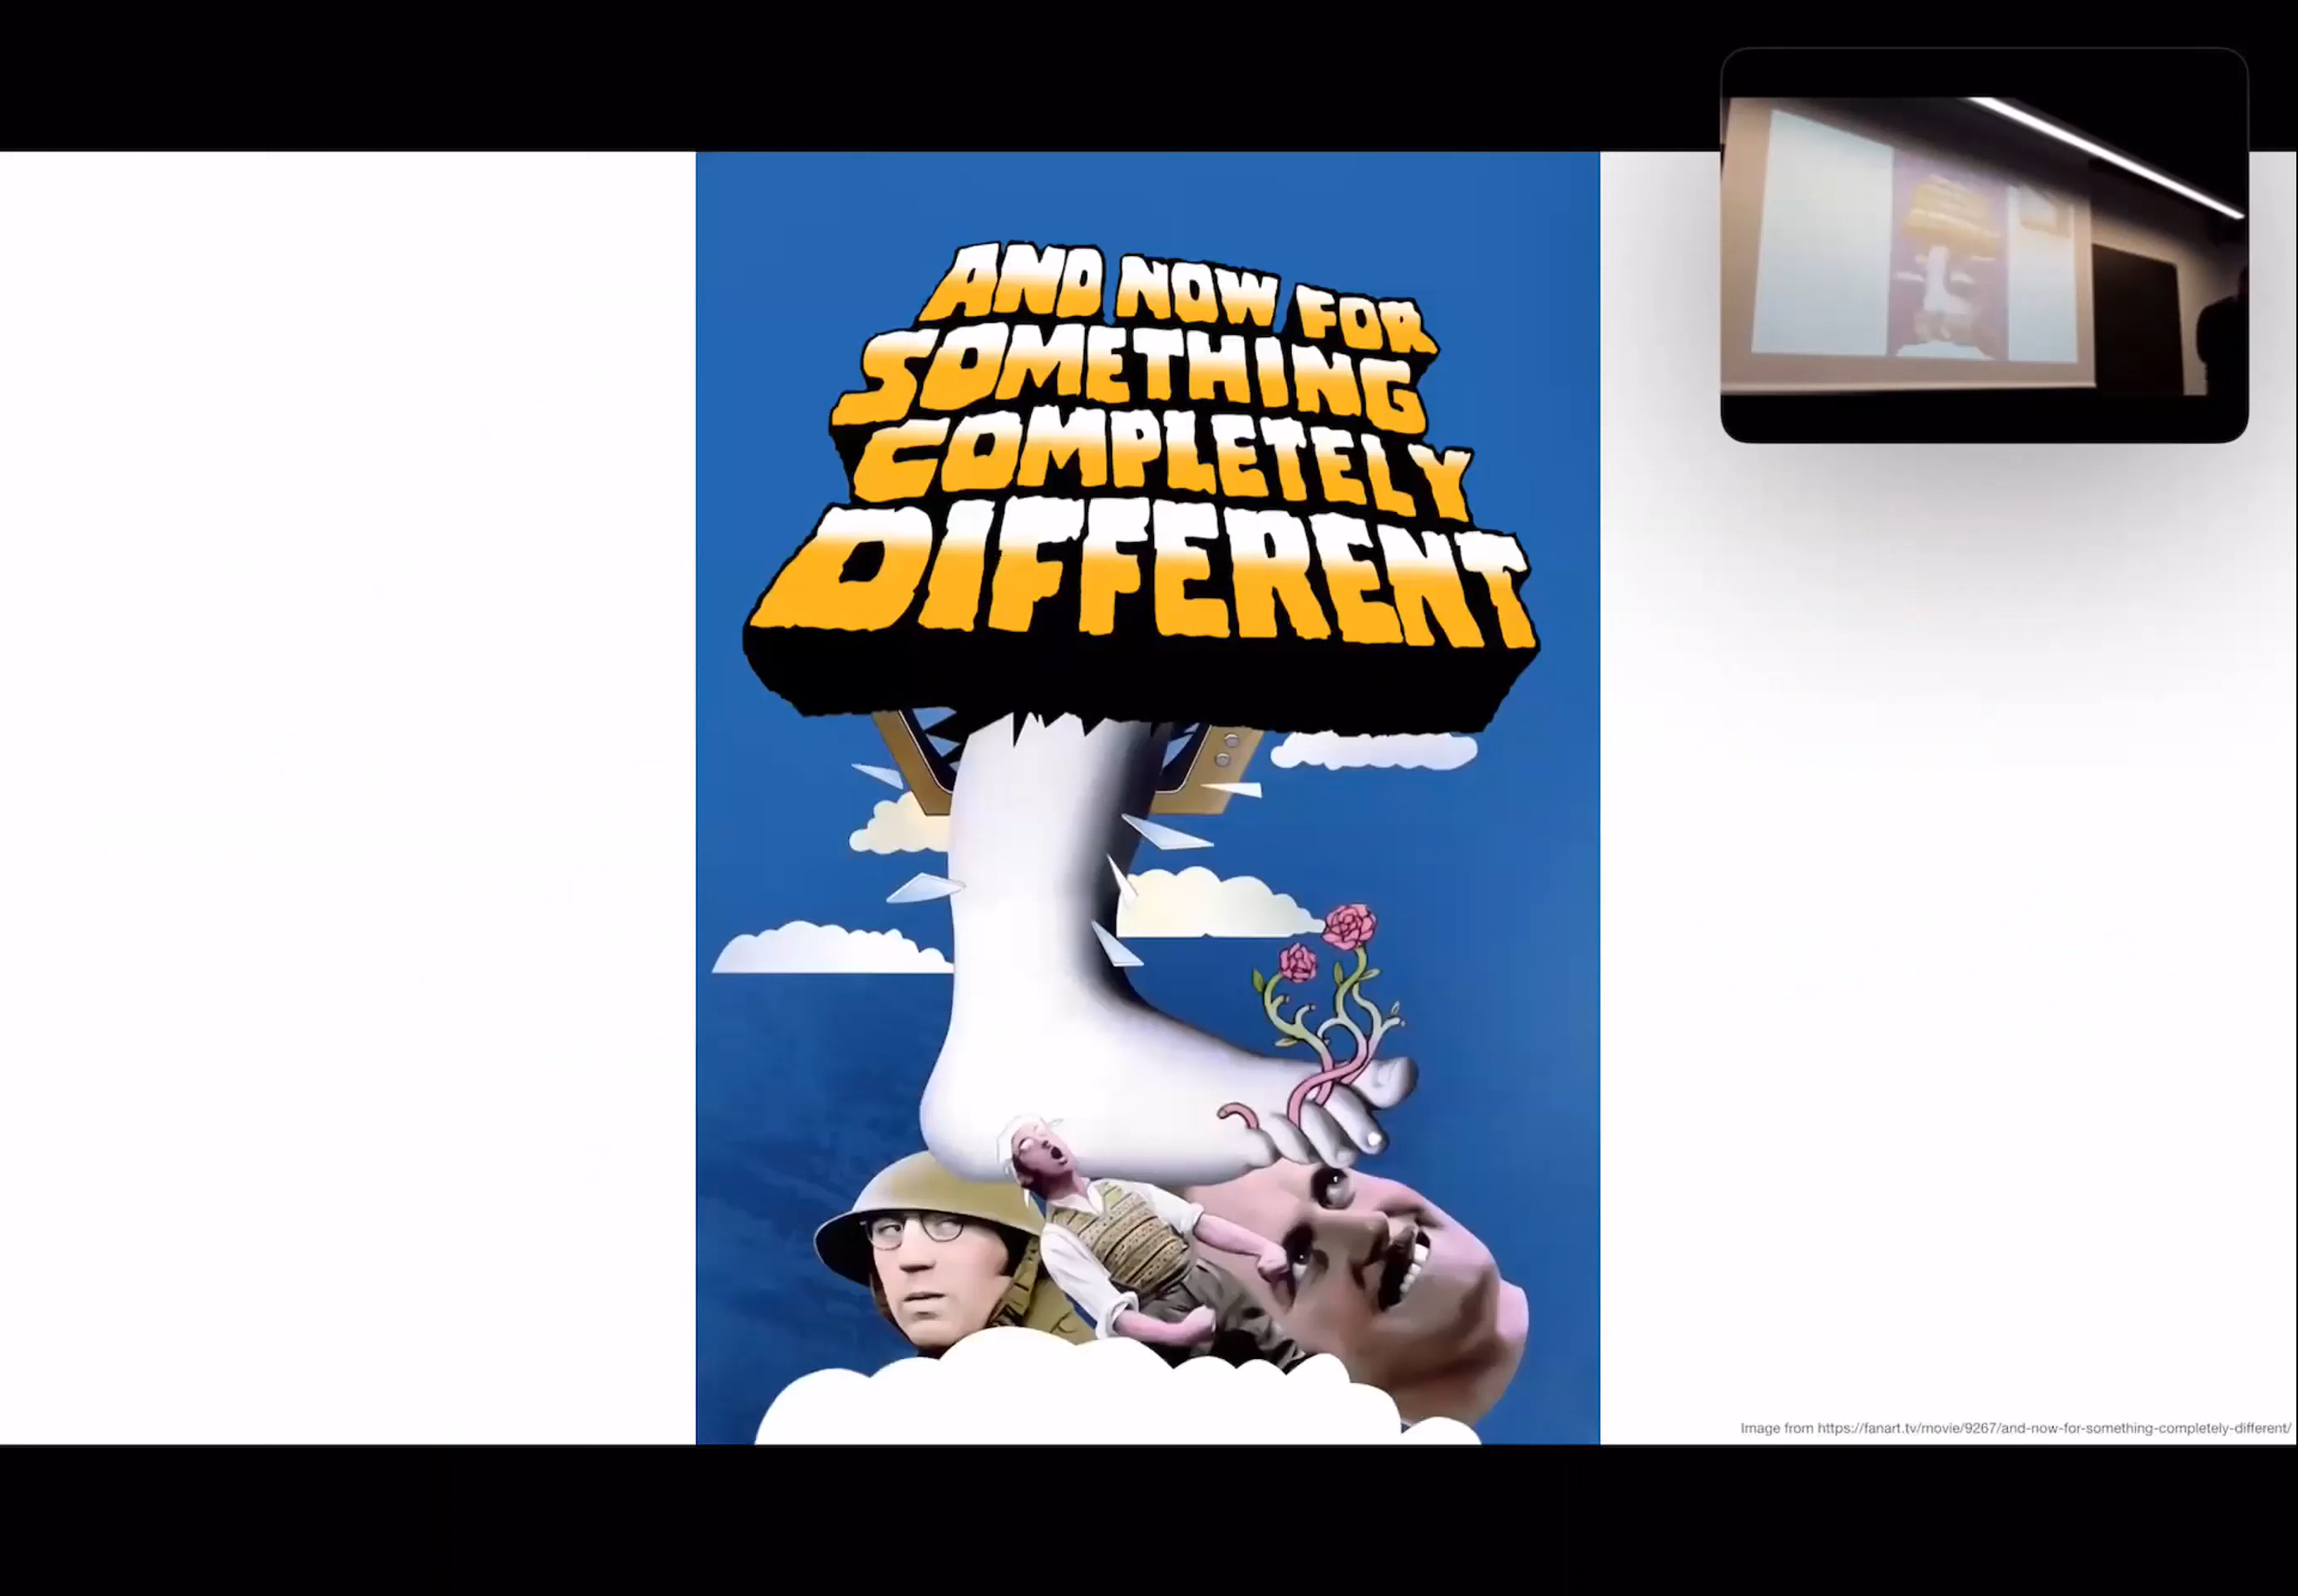 AND NOW FOR
SOMETHING
COMPLETELY
DIFFERENT
Image from https://fanart.tv/movie/9267/and-now-for-something-completely-different/